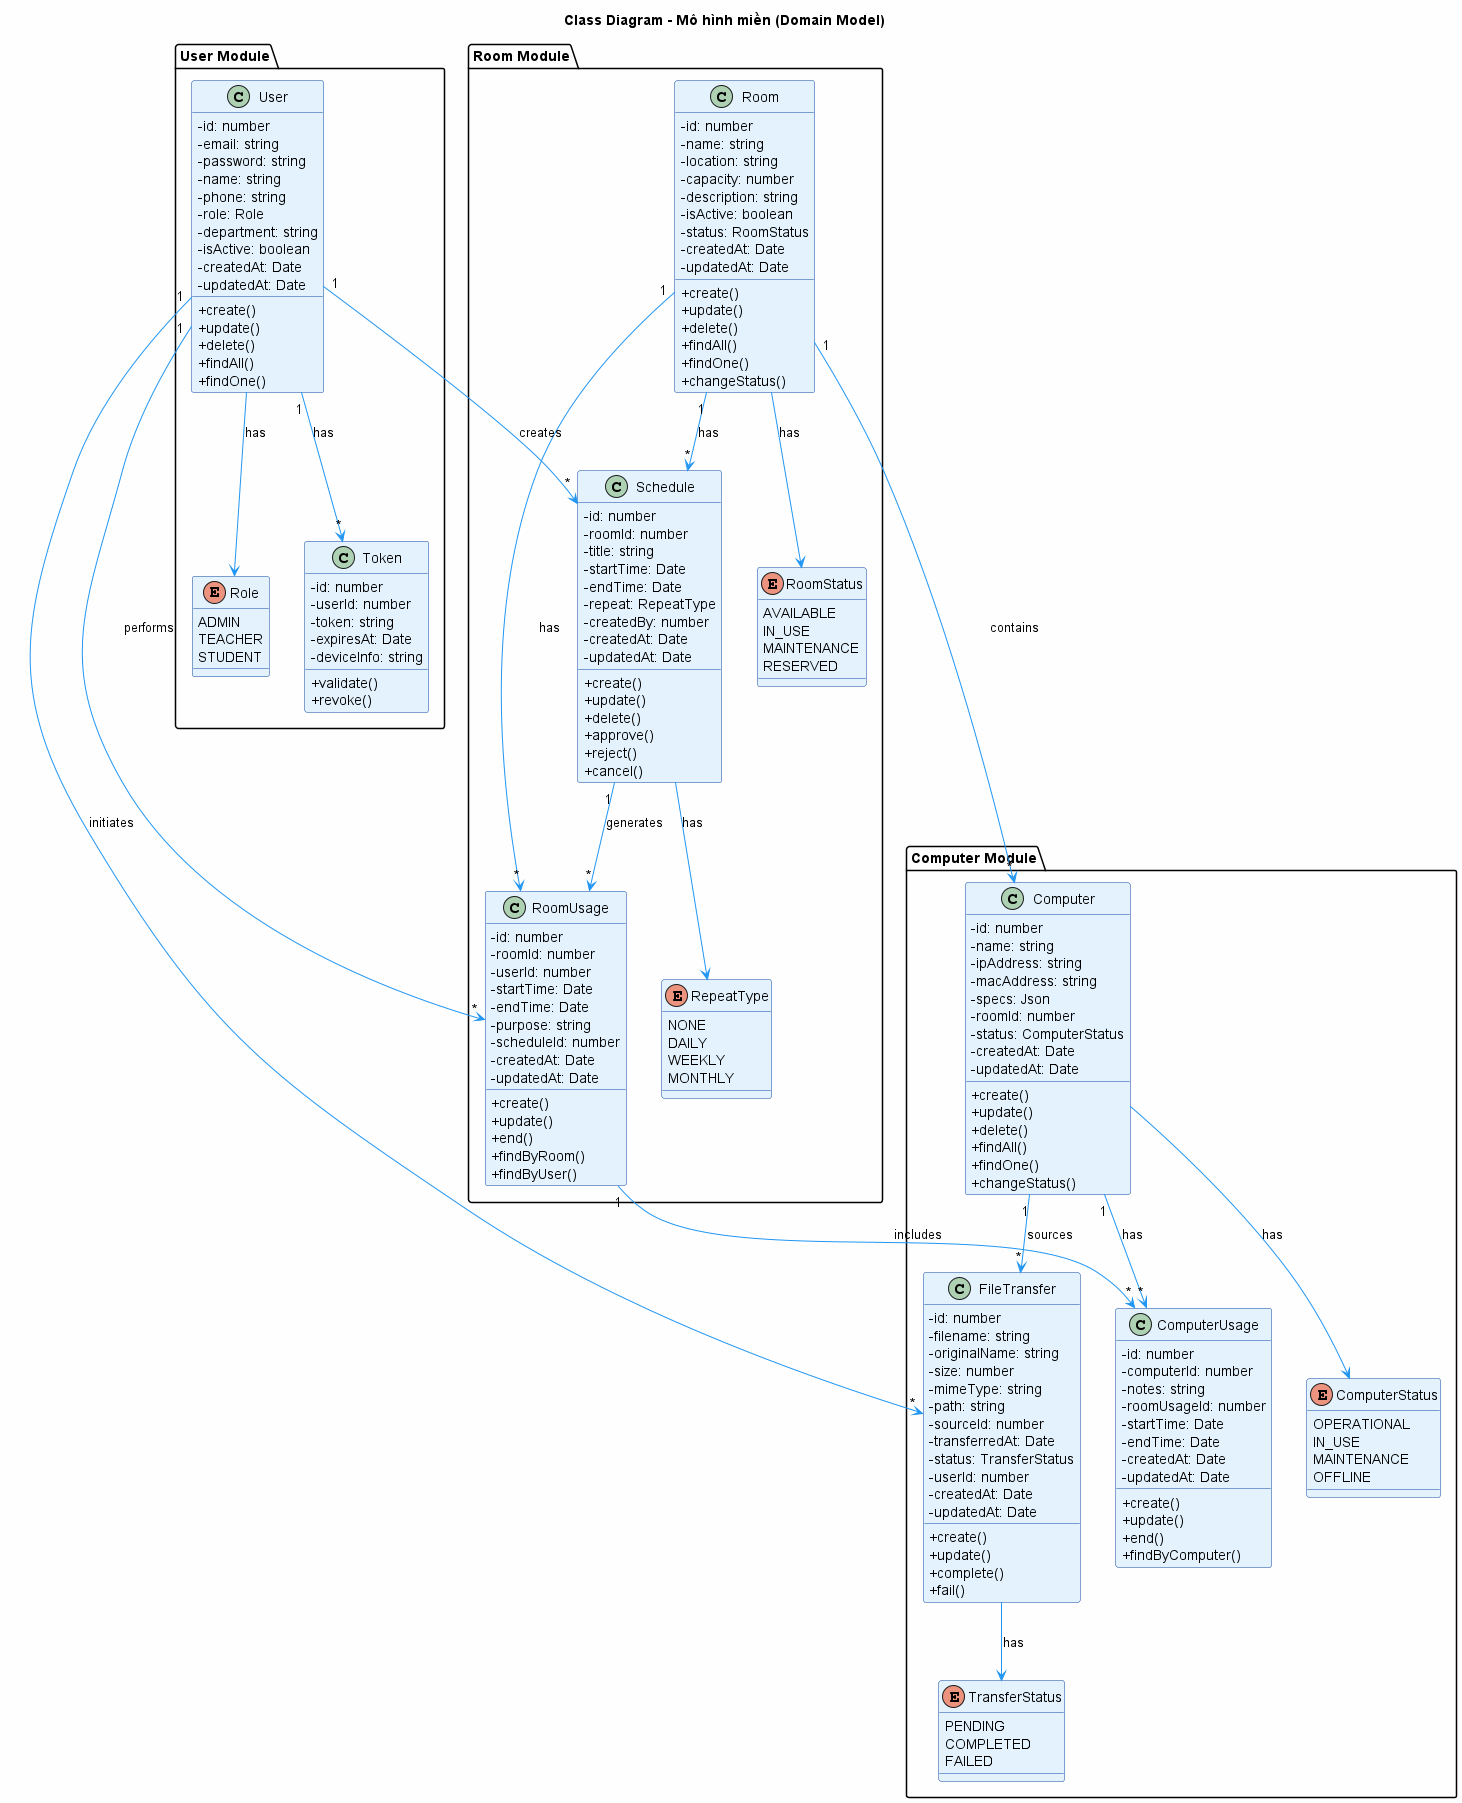 Class Diagram - Mô hình miền (Domain Model)
User Module
C User
-id: number
-email: string
-password: string
-name: string
-phone: string
-role: Role
-department: string
-isActive: boolean
-createdAt: Date
-updatedAt: Date
+create()
+update()
+delete()
+findAll()
+findOne()
1
1
1
has
1
has
*
E Role
ADMIN
TEACHER
STUDENT
C Token
-id: number
-userId: number
-token: string
-expiresAt: Date
-deviceInfo: string
+validate()
+revoke()
performs
initiates
creates
*
Room Module
C Room
-id: number
-name: string
-location: string
-capacity: number
-description: string
-isActive: boolean
-status: RoomStatus
-createdAt: Date
-updatedAt: Date
+create()
+update()
+delete()
+findAll()
+findOne()
+changeStatus()
1
1
1
has
*
has
has
contains
C Schedule
-id: number
-roomId: number
-title: string
-startTime: Date
-endTime: Date
-repeat: RepeatType
-createdBy: number
-createdAt: Date
-updatedAt: Date
+create()
+update()
+delete()
+approve()
+reject()
+cancel()
E RoomStatus
AVAILABLE
IN_USE
MAINTENANCE
RESERVED
1
generates
has
*
*
*
C RoomUsage
-id: number
-roomId: number
-userId: number
-startTime: Date
-endTime: Date
-purpose: string
-scheduleId: number
-createdAt: Date
-updatedAt: Date
+create()
+update()
+end()
+findByRoom()
+findByUser()
1
E RepeatType
NONE
DAILY
WEEKLY
MONTHLY
Computer Module
*
C Computer
-id: number
-name: string
-ipAddress: string
-macAddress: string
-specs: Json
-roomId: number
-status: ComputerStatus
-createdAt: Date
-updatedAt: Date
+create()
+update()
+delete()
+findAll()
+findOne()
+changeStatus()
includes
1
sources
*
1
has
*
*
has
*
C FileTransfer
-id: number
-filename: string
-originalName: string
-size: number
-mimeType: string
-path: string
-sourceId: number
-transferredAt: Date
-status: TransferStatus
-userId: number
-createdAt: Date
-updatedAt: Date
+create()
+update()
+complete()
+fail()
C ComputerUsage
-id: number
-computerId: number
-notes: string
-roomUsageId: number
-startTime: Date
-endTime: Date
-createdAt: Date
-updatedAt: Date
+create()
+update()
+end()
+findByComputer()
E ComputerStatus
OPERATIONAL
IN_USE
MAINTENANCE
OFFLINE
has
E TransferStatus
PENDING
COMPLETED
FAILED